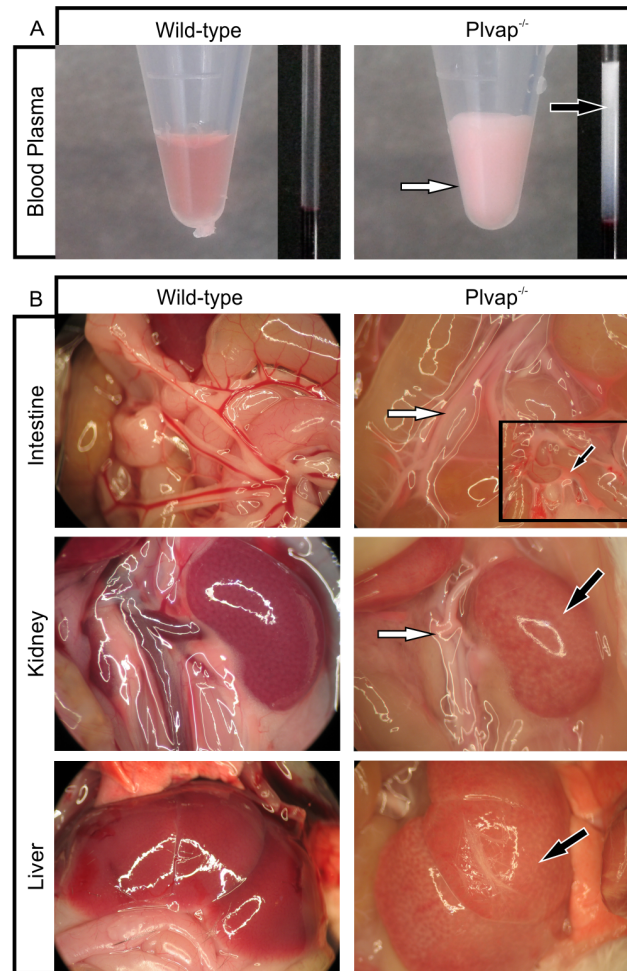 A
Wild-type
Plvap-/-
Blood Plasma
B
Wild-type
Plvap-/-
Intestine
Kidney
Liver